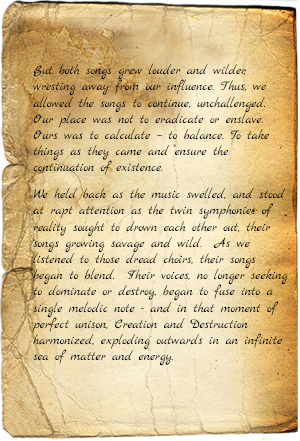 But both songs grew louder and wilder,
wresting away from our influence. Thus, we
allowed the songs to continue, unchallenged.
Our place was not to eradicate or enslave.
Ours was to calculate - to balance. To take
things as they came and ensure the
continuation of existence.
We held back as the music swelled, and stood
at rapt attention as the twin symphonies of
reality sought to drown each other out, their
songs growing savage and wild. As we
listened to those dread choirs, their songs
began to blend. Their voices, no longer seeking
to dominate or destroy, began to fuse into a
single melodic note - and in that moment of
perfect unison, Creation and Destruction
harmonized, exploding outwards in an infinite
sea of matter and energy.